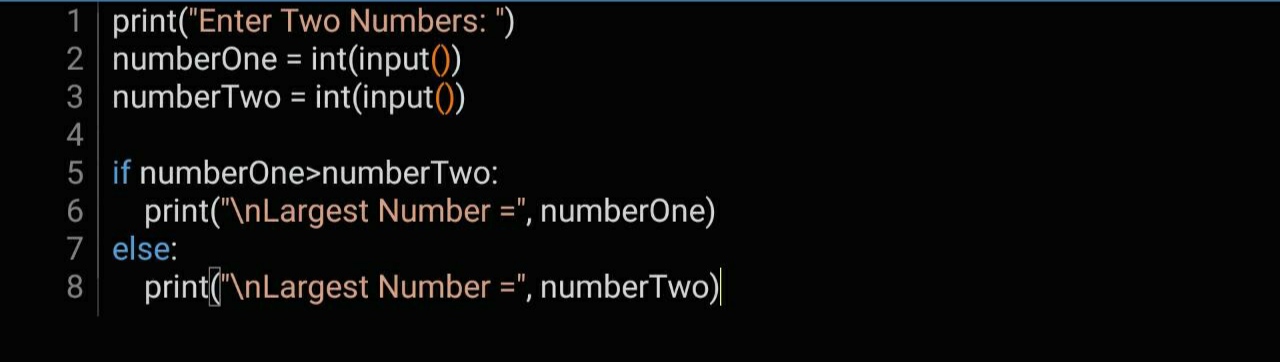 1 print("Enter Two Numbers: ")
2 numberOne = int(input())
3 numberTwo = int(input())
4
5 if numberOne>numberTwo:
6     print("\nLargest Number =", numberOne)
7 else:
8     print("\nLargest Number =", numberTwo)